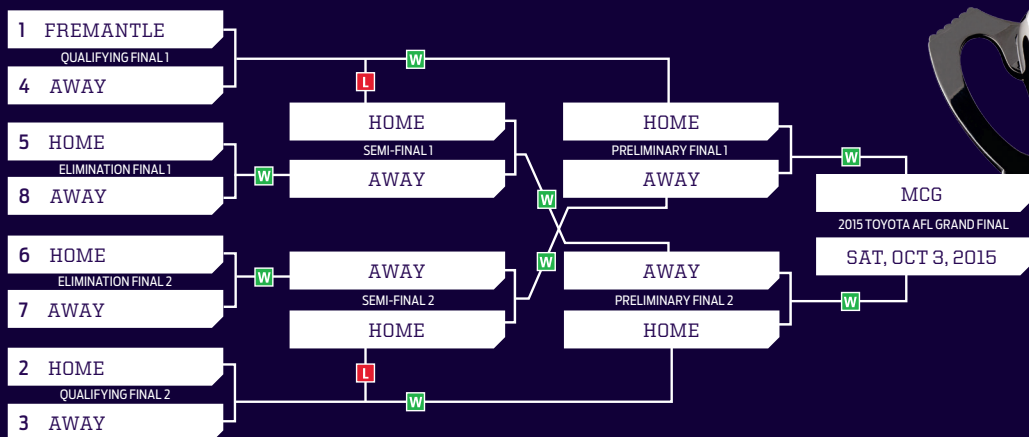 1 FREMANTLE
QUALIFYING FINAL 1
4 AWAY
5 HOME
ELIMINATION FINAL 1
8 AWAY
6 HOME
ELIMINATION FINAL 2
7 AWAY
2 HOME
QUALIFYING FINAL 2
3 AWAY
W
L
HOME
SEMI-FINAL 1
AWAY
W
W
AWAY
SEMI-FINAL 2
HOME
L
W
W
W
HOME
PRELIMINARY FINAL 1
AWAY
AWAY
PRELIMINARY FINAL 2
HOME
W
W
MCG
2015 TOYOTA AFL GRAND FINAL
SAT, OCT 3, 2015